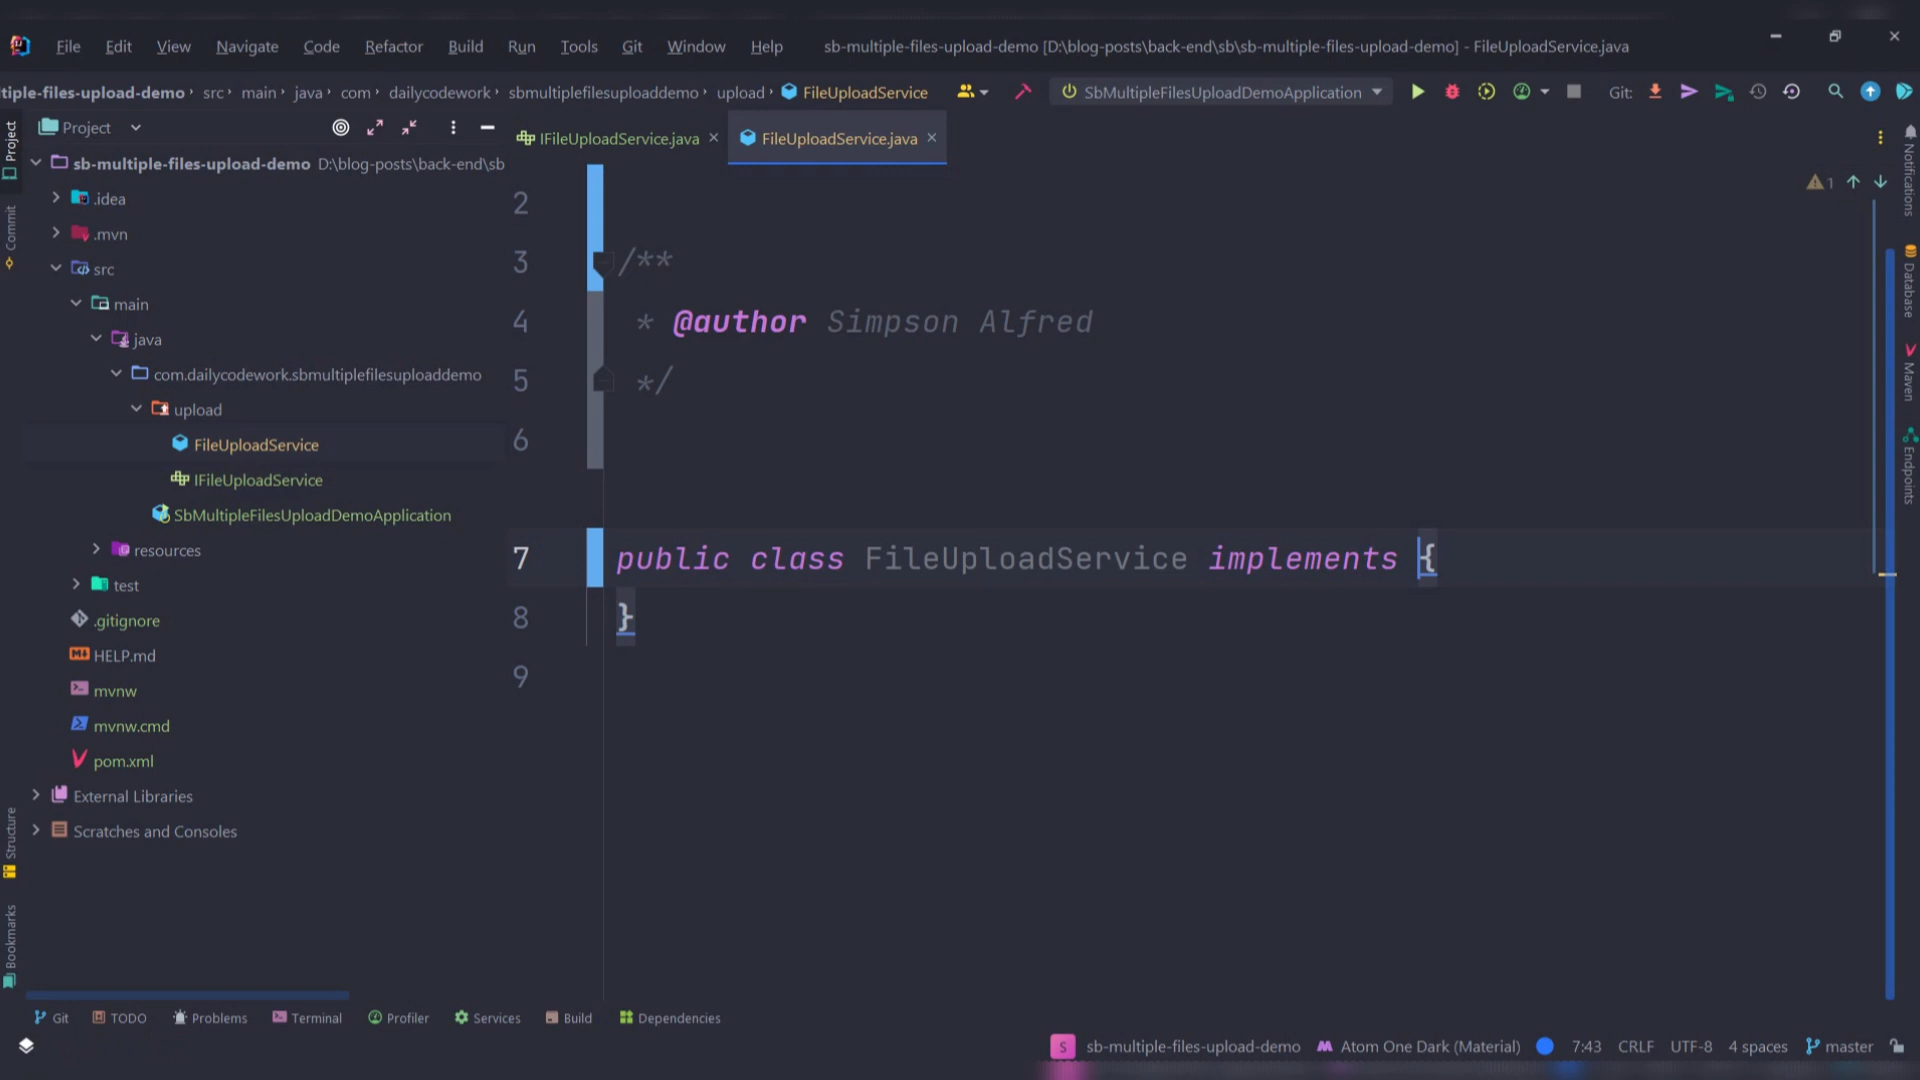 File Edit View Navigate Code Refactor Build Run Tools Git Window Help sb-multiple-files-upload-demo [D:\blog-posts\back-end\sb\sb-multiple-files-upload-demo] - FileUploadService.java
tiple-files-upload-demo src main java com dailycodework sbmultiplefilesuploaddemo upload FileUploadService SbMultipleFilesUploadDemoApplication Git:
Project
IFileUploadService.java
FileUploadService.java
Project
Commit
Structure
Bookmarks
sb-multiple-files-upload-demo D:\blog-posts\back-end\sb
.idea
.mvn
src
main
java
com.dailycodework.sbmultiplefilesuploaddemo
upload
FileUploadService
IFileUploadService
SbMultipleFilesUploadDemoApplication
resources
test
.gitignore
HELP.md
mvnw
mvnw.cmd
pom.xml
External Libraries
Scratches and Consoles
1
2
3 /**
4 * @author Simpson Alfred
5 */
6
7 public class FileUploadService implements {
8 }
9
Notifications
Database
Maven
Endpoints
Git TODO Problems Terminal Profiler Services Build Dependencies
S sb-multiple-files-upload-demo Atom One Dark (Material) 7:43 CRLF UTF-8 4 spaces master